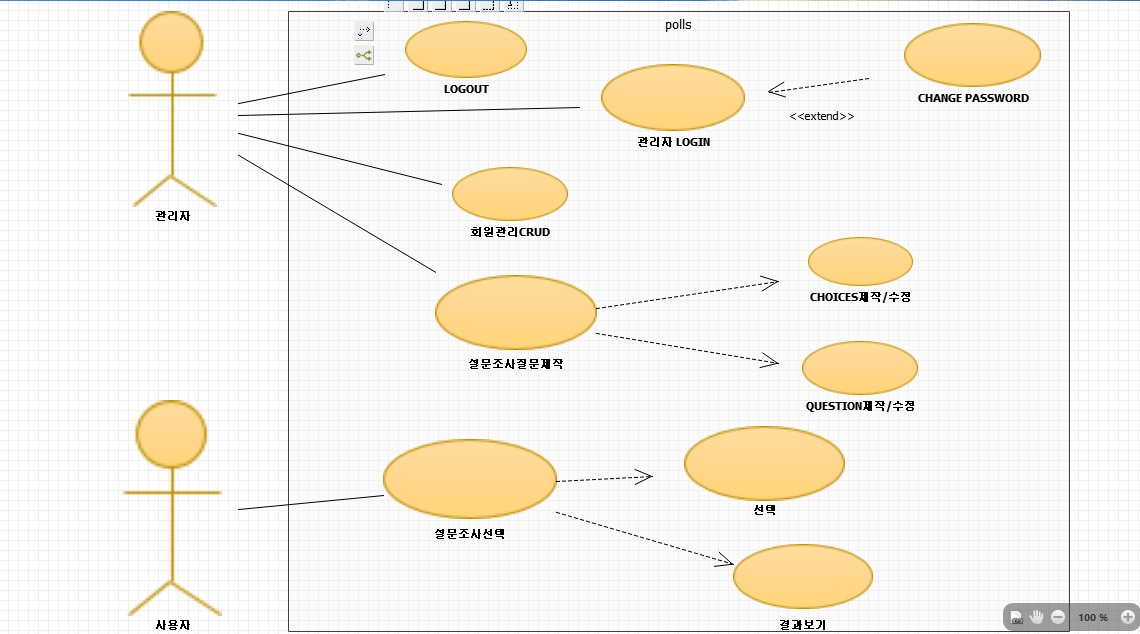 polls
LOGOUT
CHANGE PASSWORD
<<extend>>
관리자 LOGIN
관리자
회원관리CRUD
CHOICES제작/수정
설문조사질문제작
QUESTION제작/수정
선택
설문조사선택
결과보기
사용자
100 %